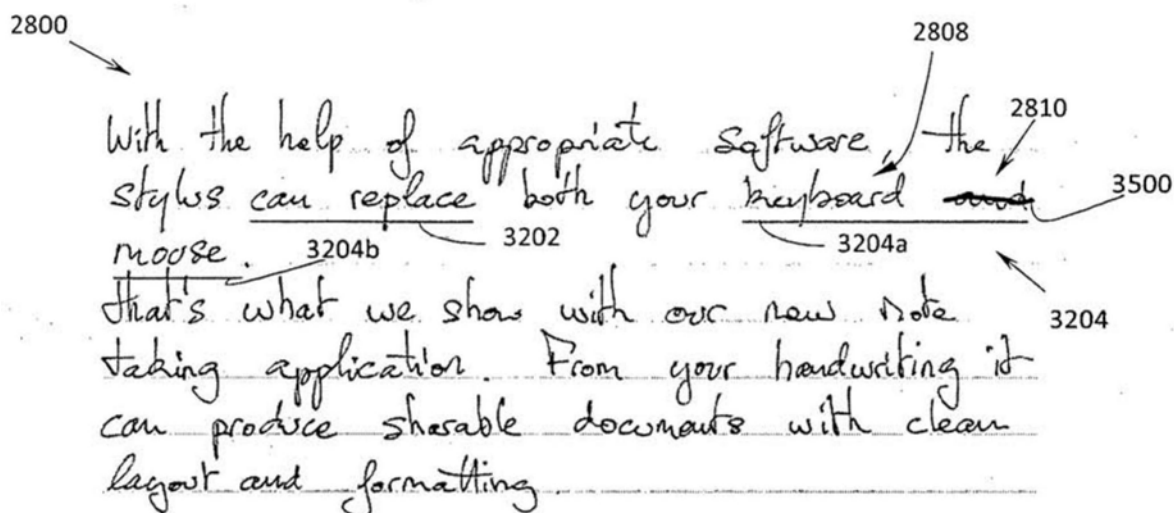 2800
2808
With the help of appropriate software, the
2810
stylus can replace both your keyboard and
3500
3202
3204a
mouse.
3204b
that's what we show with our new note
3204
taking application. From your handwriting it
can produce sharable documents with clean
layout and formatting.